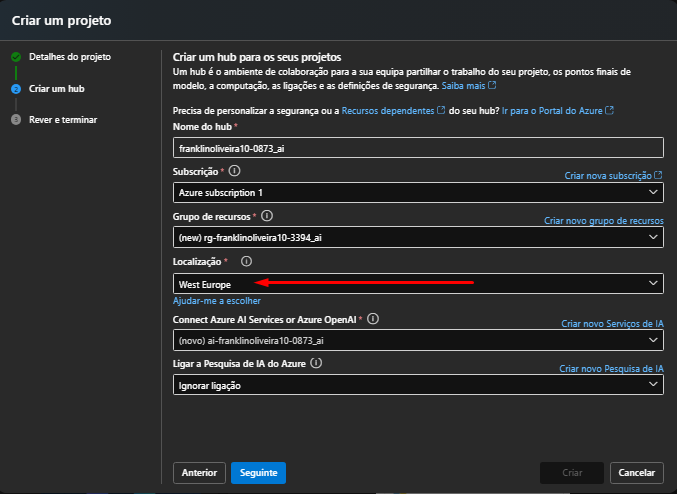 Criar um projeto
Detalhes do projeto
2 Criar um hub
3 Rever e terminar
Criar um hub para os seus projetos
Um hub é o ambiente de colaboração para a sua equipa partilhar o trabalho do seu projeto, os pontos finais de
modelo, a computação, as ligações e as definições de segurança. Saiba mais
Precisa de personalizar a segurança ou a Recursos dependentes do seu hub? Ir para o Portal do Azure
Nome do hub *
franklinoliveira10-0873_ai
Subscrição *
Criar nova subscrição
Azure subscription 1
Grupo de recursos *
Criar novo grupo de recursos
(new) rg-franklinoliveira10-3394_ai
Localização *
West Europe
Ajudar-me a escolher
Connect Azure AI Services or Azure OpenAI *
Criar novo Serviços de IA
(novo) ai-franklinoliveira10-0873_ai
Ligar a Pesquisa de IA do Azure
Criar novo Pesquisa de IA
Ignorar ligação
Anterior Seguinte Criar Cancelar